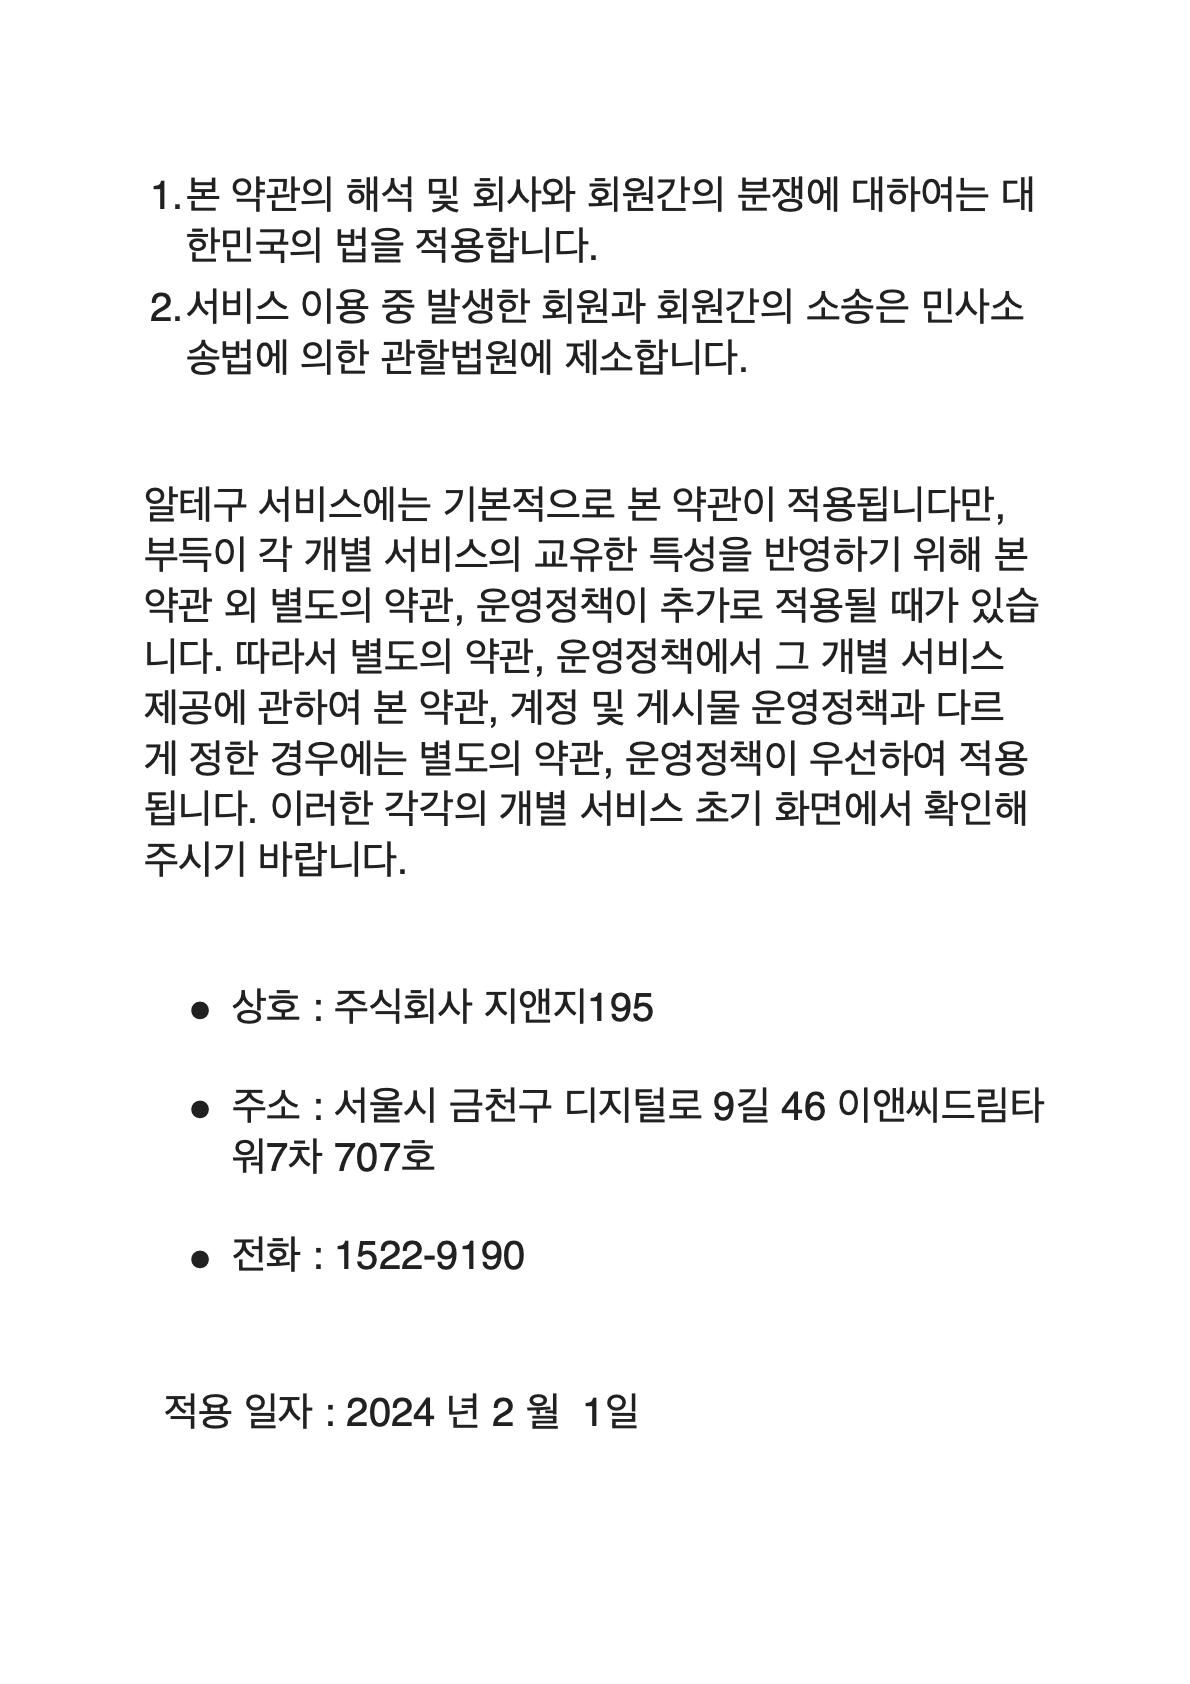 1. 본 약관의 해석 및 회사와 회원간의 분쟁에 대하여는 대
한민국의 법을 적용합니다.
2. 서비스 이용 중 발생한 회원과 회원간의 소송은 민사소
송법에 의한 관할법원에 제소합니다.
알테구 서비스에는 기본적으로 본 약관이 적용됩니다만,
부득이 각 개별 서비스의 교유한 특성을 반영하기 위해 본
약관 외 별도의 약관, 운영정책이 추가로 적용될 때가 있습
니다. 따라서 별도의 약관, 운영정책에서 그 개별 서비스
제공에 관하여 본 약관, 계정 및 게시물 운영정책과 다르
게 정한 경우에는 별도의 약관, 운영정책이 우선하여 적용
됩니다. 이러한 각각의 개별 서비스 초기 화면에서 확인해
주시기 바랍니다.
● 상호 : 주식회사 지앤지195
● 주소 : 서울시 금천구 디지털로 9길 46 이앤씨드림타
워7차 707호
● 전화 : 1522-9190
적용 일자 : 2024 년 2 월  1일